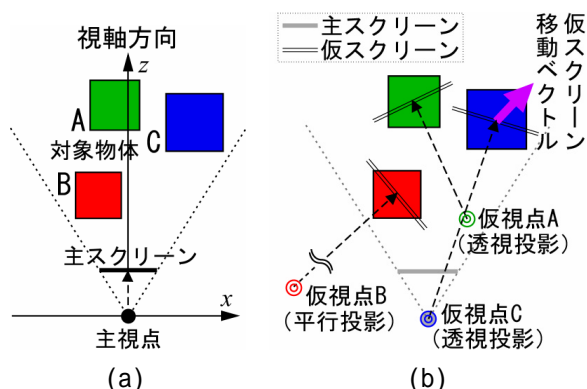 視軸方向
z
A
対象物体
C
B
主スクリーン
x
主視点
(a)
主スクリーン
仮スクリーン
仮スクリーン
移動ベクトル
仮視点A
(透視投影)
仮視点B
(平行投影)
仮視点C
(透視投影)
(b)